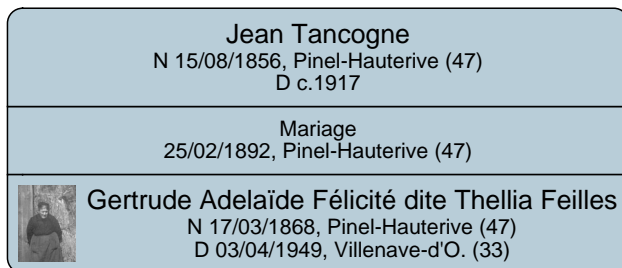 Jean Tancogne
N 15/08/1856, Pinel-Hauterive (47)
D c.1917
Mariage
25/02/1892, Pinel-Hauterive (47)
Gertrude Adelaïde Félicité dite Thellia Feilles
N 17/03/1868, Pinel-Hauterive (47)
D 03/04/1949, Villenave-d'O. (33)